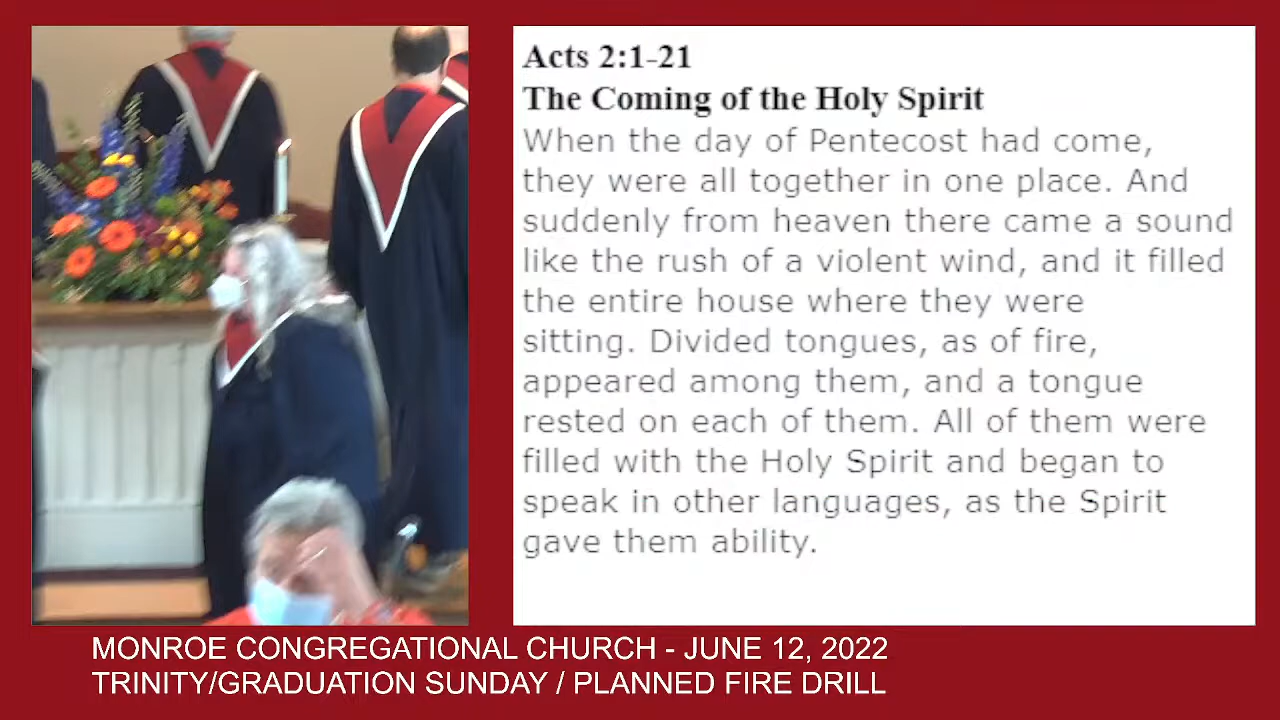 Acts 2:1-21
The Coming of the Holy Spirit
When the day of Pentecost had come,
they were all together in one place. And
suddenly from heaven there came a sound
like the rush of a violent wind, and it filled
the entire house where they were
sitting. Divided tongues, as of fire,
appeared among them, and a tongue
rested on each of them. All of them were
filled with the Holy Spirit and began to
speak in other languages, as the Spirit
gave them ability.
MONROE CONGREGATIONAL CHURCH - JUNE 12, 2022
TRINITY/GRADUATION SUNDAY / PLANNED FIRE DRILL